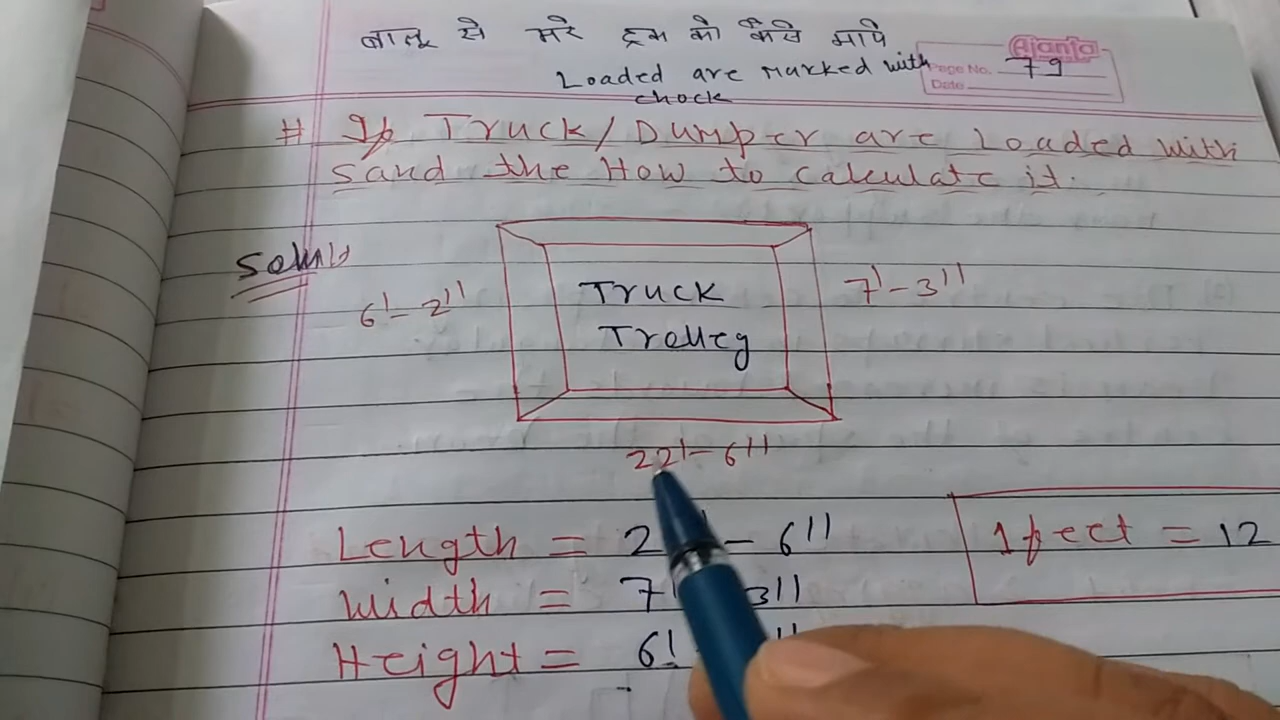 बालू से भरे ट्रक को कैसे मापे
Ajanta
Page No. 79
Date
Loaded are Marked with
chock
# If Truck/Dumper are Loaded with
sand the How to calculate it.
Soln
6'-2"
Truck
Trolley
7'-3"
22'-6"
Length = 2 - 6"
1 feet = 12
Width = 7' 3"
Height = 6'